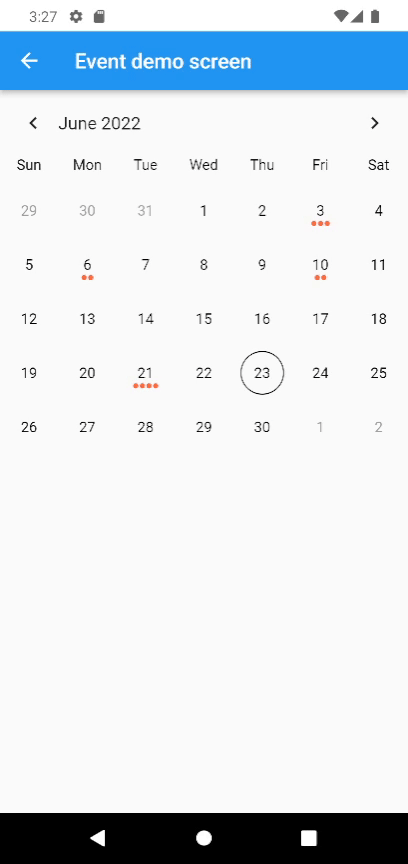 3:27
Event demo screen
June 2022
Sun Mon Tue Wed Thu Fri Sat
29 30 31 1 2 3 4
5 6 7 8 9 10 11
12 13 14 15 16 17 18
19 20 21 22 23 24 25
26 27 28 29 30 1 2